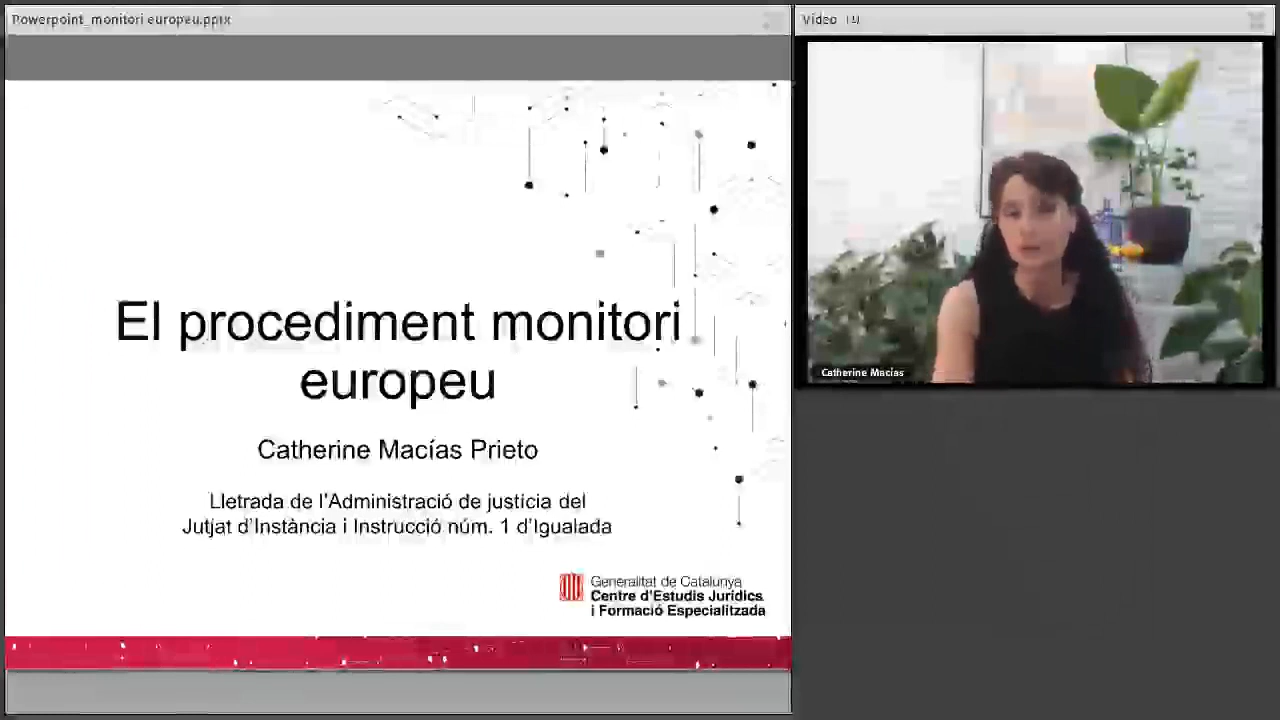 Powerpoint_monitori europeu.pptx
El procediment monitori
europeu
Catherine Macías Prieto
Lletrada de l'Administració de justícia del
Jutjat d'Instància i Instrucció núm. 1 d'Igualada
Generalitat de Catalunya
Centre d'Estudis Jurídics
i Formació Especialitzada
Vídeo
Catherine Macías